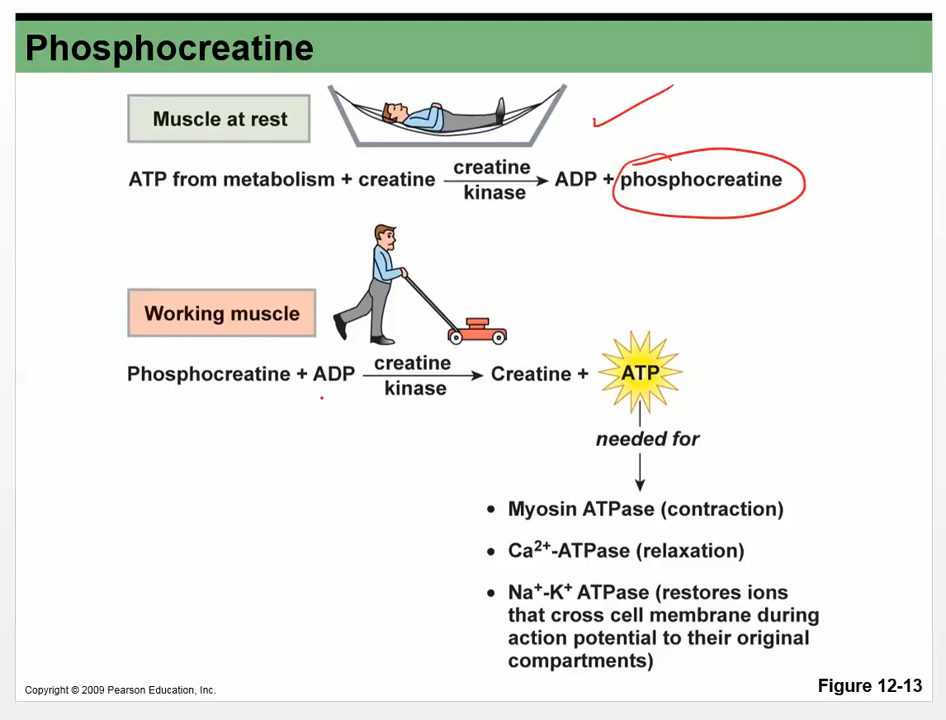 Phosphocreatine
Muscle at rest
ATP from metabolism + creatine creatine kinase ADP + phosphocreatine
Working muscle
Phosphocreatine + ADP creatine kinase Creatine + ATP
needed for
• Myosin ATPase (contraction)
• Ca²⁺-ATPase (relaxation)
• Na⁺-K⁺ ATPase (restores ions
that cross cell membrane during
action potential to their original
compartments)
Copyright © 2009 Pearson Education, Inc.
Figure 12-13